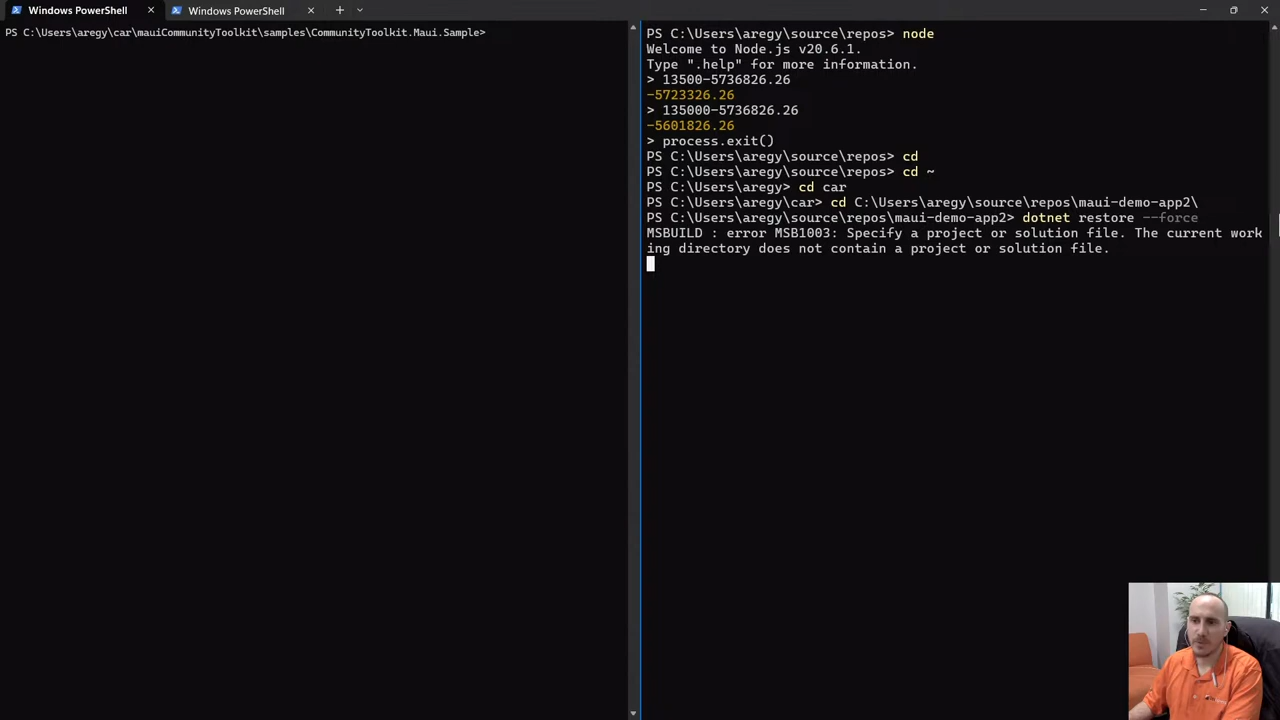 Windows PowerShell
Windows PowerShell
PS C:\Users\aregy\car\mauiCommunityToolkit\samples\CommunityToolkit.Maui.Sample>
PS C:\Users\aregy\source\repos> node
Welcome to Node.js v20.6.1.
Type ".help" for more information.
> 13500-5736826.26
-5723326.26
> 135000-5736826.26
-5601826.26
> process.exit()
PS C:\Users\aregy\source\repos> cd
PS C:\Users\aregy\source\repos> cd ~
PS C:\Users\aregy> cd car
PS C:\Users\aregy\car> cd C:\Users\aregy\source\repos\maui-demo-app2\
PS C:\Users\aregy\source\repos\maui-demo-app2> dotnet restore --force
MSBUILD : error MSB1003: Specify a project or solution file. The current work
ing directory does not contain a project or solution file.